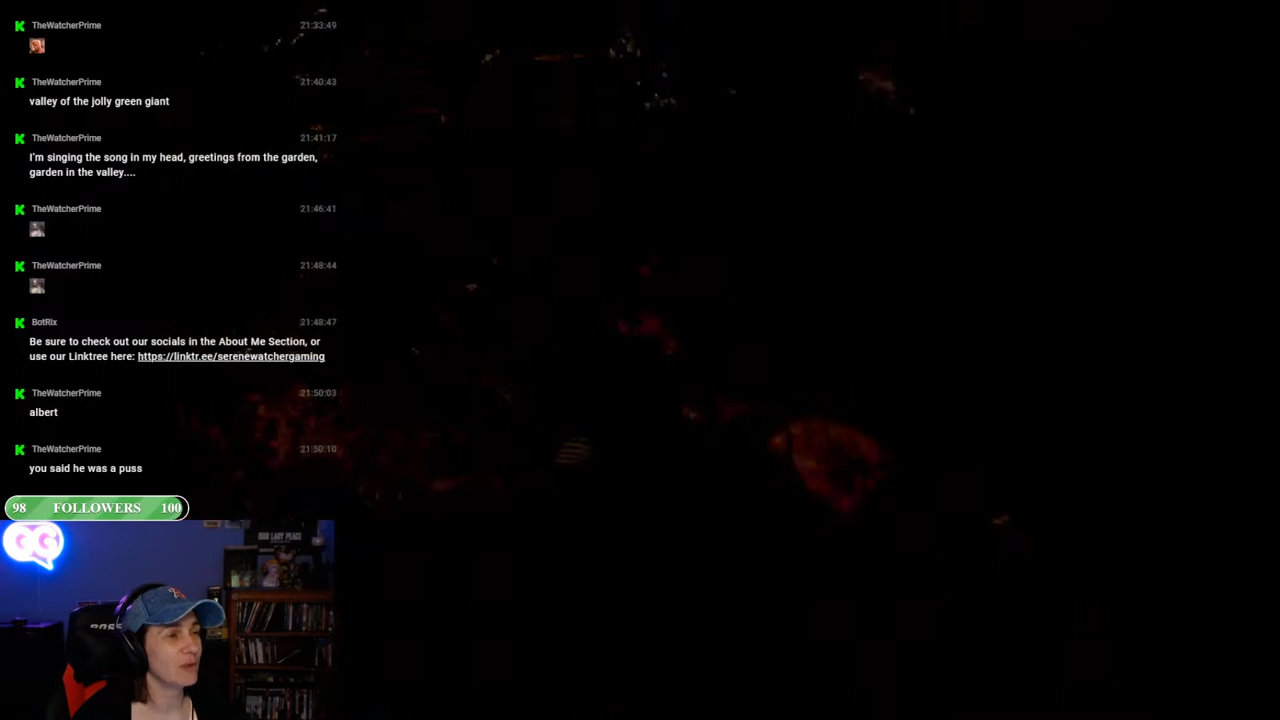 TheWatcherPrime 21:33:49
TheWatcherPrime 21:40:43
valley of the jolly green giant
TheWatcherPrime 21:41:17
I'm singing the song in my head, greetings from the garden,
garden in the valley....
TheWatcherPrime 21:46:41
TheWatcherPrime 21:48:44
BotRix 21:48:47
Be sure to check out our socials in the About Me Section, or
use our Linktree here: https://linktr.ee/serenewatchergaming
TheWatcherPrime 21:50:03
albert
TheWatcherPrime 21:50:10
you said he was a puss
98 FOLLOWERS 100
GG
OUR LADY PEACE